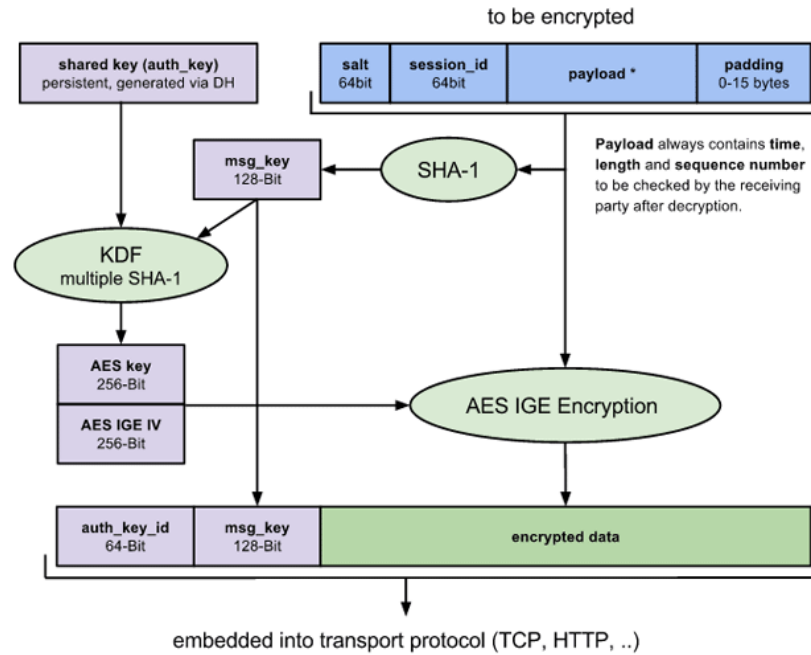 to be encrypted
shared key (auth_key)
persistent, generated via DH
salt
64bit
session_id
64bit
payload *
padding
0-15 bytes
Payload always contains time,
length and sequence number
to be checked by the receiving
party after decryption.
msg_key
128-Bit
SHA-1
KDF
multiple SHA-1
AES key
256-Bit
AES IGE IV
256-Bit
AES IGE Encryption
auth_key_id
64-Bit
msg_key
128-Bit
encrypted data
embedded into transport protocol (TCP, HTTP, ..)